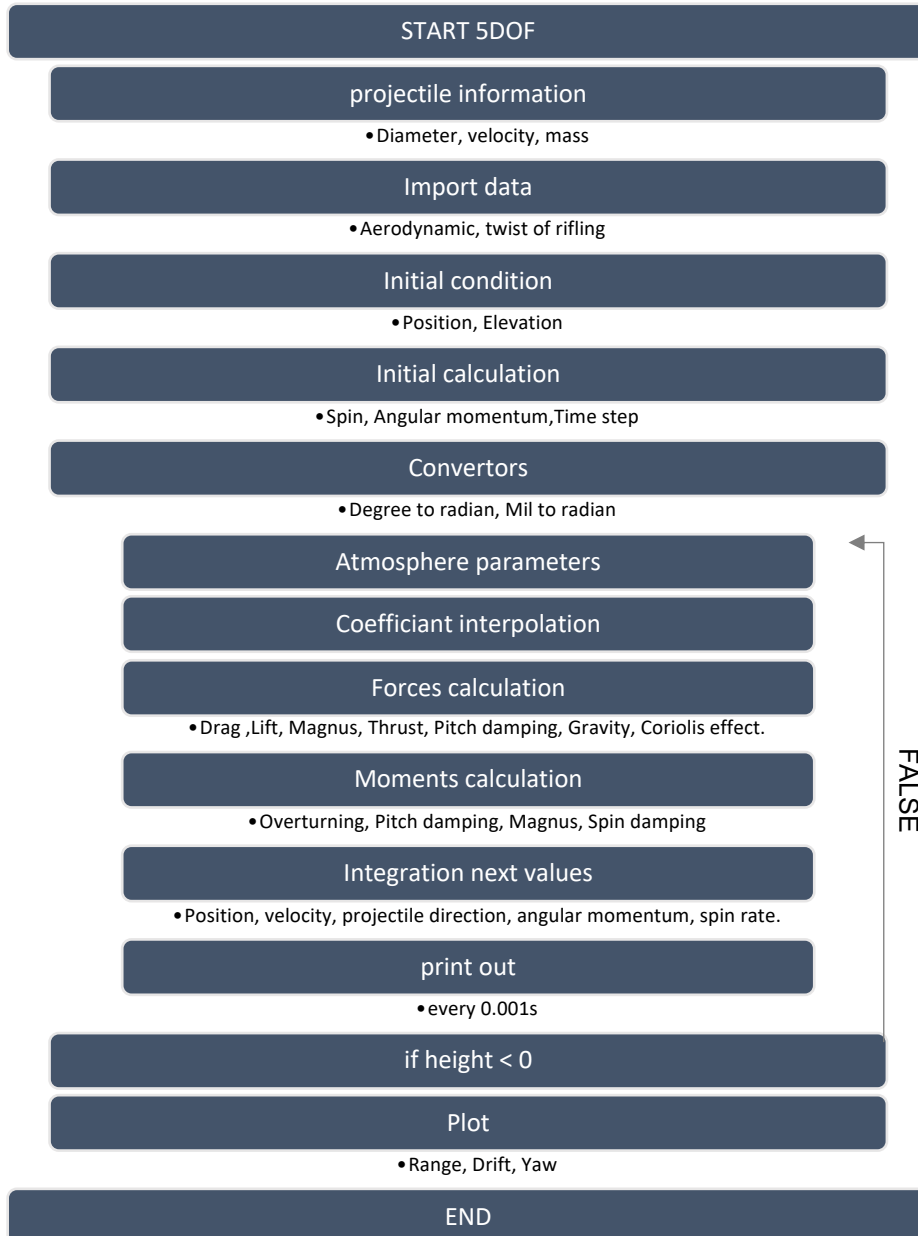 START 5DOF
projectile information
•Diameter, velocity, mass
Import data
•Aerodynamic, twist of rifling
Initial condition
•Position, Elevation
Initial calculation
•Spin, Angular momentum,Time step
Convertors
•Degree to radian, Mil to radian
Atmosphere parameters
Coefficiant interpolation
Forces calculation
•Drag ,Lift, Magnus, Thrust, Pitch damping, Gravity, Coriolis effect.
Moments calculation
•Overturning, Pitch damping, Magnus, Spin damping
Integration next values
•Position, velocity, projectile direction, angular momentum, spin rate.
print out
•every 0.001s
if height < 0
FALSE
Plot
•Range, Drift, Yaw
END